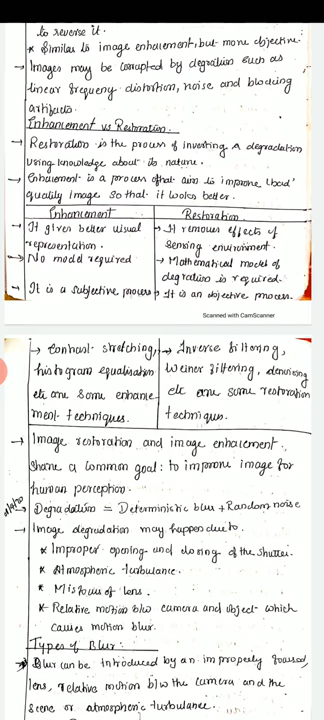 to reverse it.
* Similar to image enhancement, but more objective.
→ Images may be corrupted by degration such as
linear frequency distortion, noise and blocking
artifacts.
Enhancement vs Restoration.
→ Restoration is the process of inverting a degradation
using knowledge about its nature.
→ Enhancement is a process that aim to improve 'bad'
quality Image so that it looks better.
Enhancement
→ It gives better visual
representation.
→ No model required
→ It is a subjective process
Restoration
→ It removes effects of
sensing environment.
→ Mathematical model of
degration is required.
→ It is an objective process.
Scanned with CamScanner
→ Contrast stretching,
histogram equalisation
etc are some enhance
ment techniques.
→ Inverse filtering,
Weiner filtering, denoising
etc are some restoration
techniques.
→ Image restoration and image enhancement
share a common goal: to improve image for
human perception.
→ Degradation = Deterministic blur + Random noise
→ Image degradation may happen due to.
* Improper opening and closing of the shutter.
* Atmospheric turbulance.
* Misfocus of lens.
* Relative motion b/w camera and object which
causes motion blur.
Types of Blur:
→ Blur can be introduced by an improperly focused
lens, relative motion b/w the camera and the
scene or atmospheric turbulance.